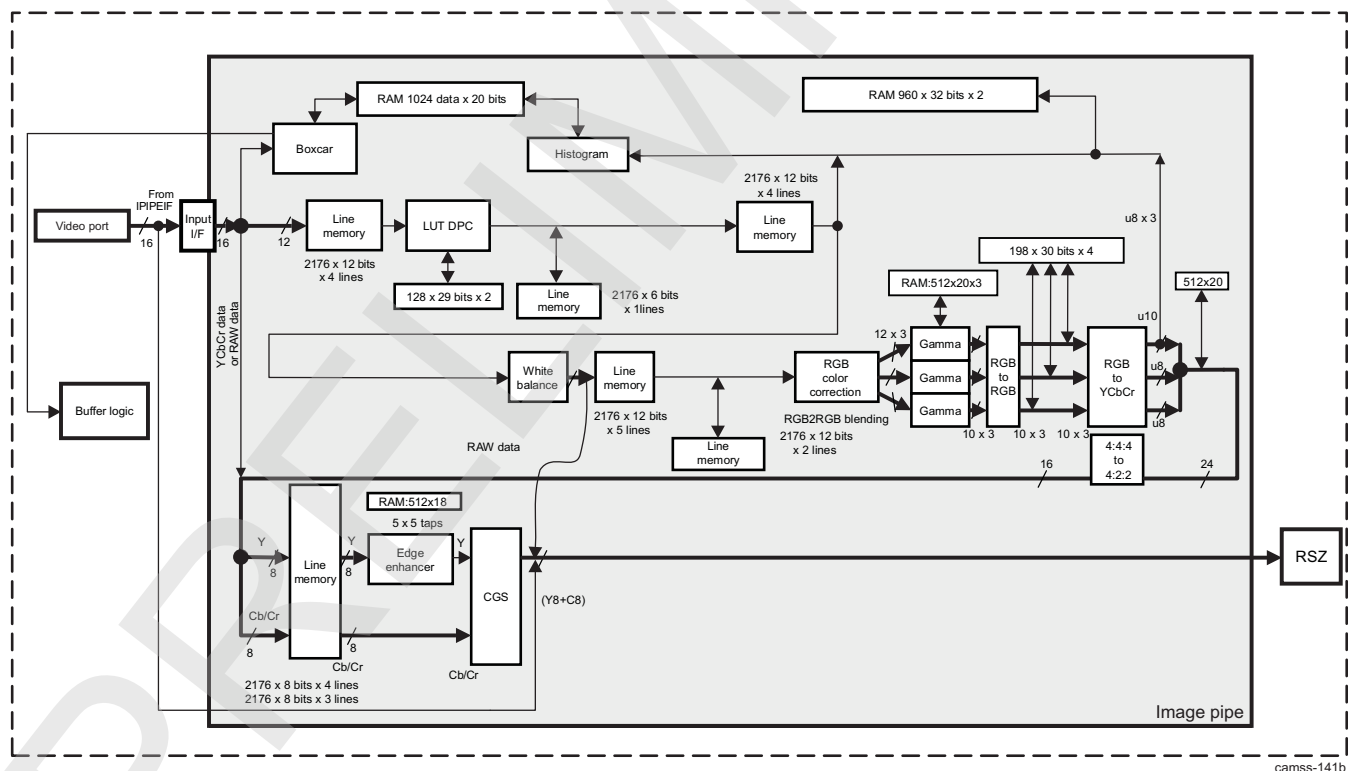 RAM 1024 data x 20 bits
RAM 960 x 32 bits x 2
Boxcar
Histogram
2176 x 12 bits
x 4 lines
From
IPIPEIF
Video port
16
Input
I/F
16
12
Line
memory
2176 x 12 bits
x 4 lines
LUT DPC
128 x 29 bits x 2
Line
memory
2176 x 6 bits
x 1lines
Line
memory
u8 x 3
198 x 30 bits x 4
RAM:512x20x3
512x20
YCbCr data
or RAW data
Buffer logic
White
balance
Line
memory
2176 x 12 bits
x 5 lines
RAW data
Line
memory
RGB
color
correction
RGB2RGB blending
2176 x 12 bits
x 2 lines
12 x 3
Gamma
Gamma
Gamma
10 x 3
RGB
to
RGB
10 x 3
10 x 3
RGB
to
YCbCr
u10
u8
u8
16
4:4:4
to
4:2:2
24
RAM:512x18
5 x 5 taps
Y
8
Line
memory
Y
8
Edge
enhancer
Y
CGS
(Y8+C8)
RSZ
Cb/Cr
8
8
Cb/Cr
Cb/Cr
2176 x 8 bits x 4 lines
2176 x 8 bits x 3 lines
Image pipe
camss-141b
PRELIM